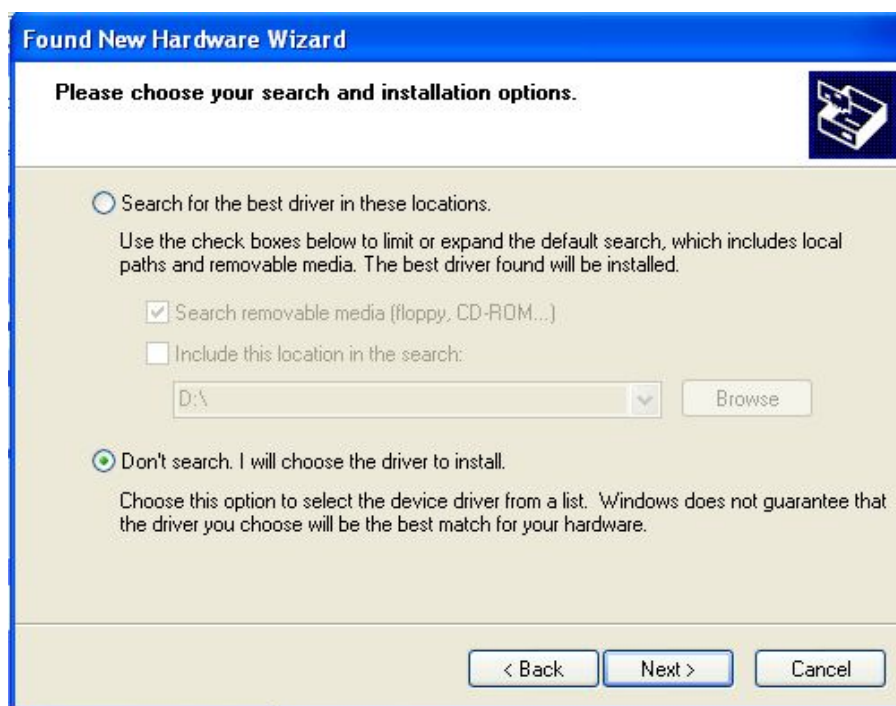 Found New Hardware Wizard
Please choose your search and installation options.
Search for the best driver in these locations.
Use the check boxes below to limit or expand the default search, which includes local
paths and removable media. The best driver found will be installed.
Search removable media (floppy, CD-ROM...)
Include this location in the search:
D:\
Browse
Don't search. I will choose the driver to install.
Choose this option to select the device driver from a list. Windows does not guarantee that
the driver you choose will be the best match for your hardware.
< Back
Next >
Cancel